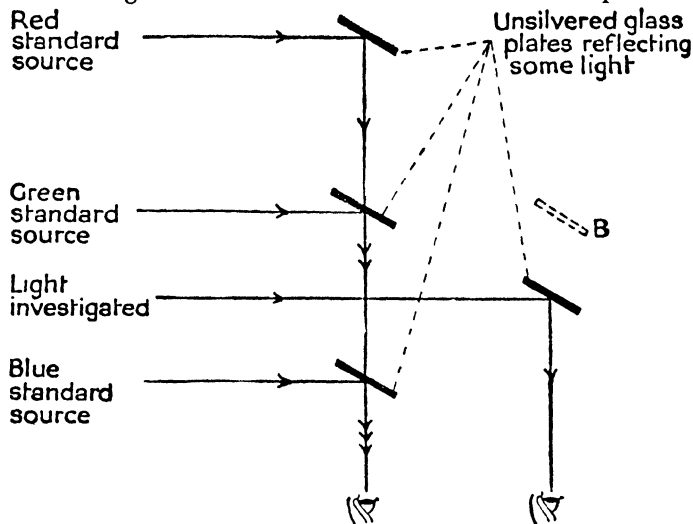 Red
standard
source
Unsilvered glass
plates reflecting
some light
Green
standard
source
B
Light
investigated
Blue
standard
source